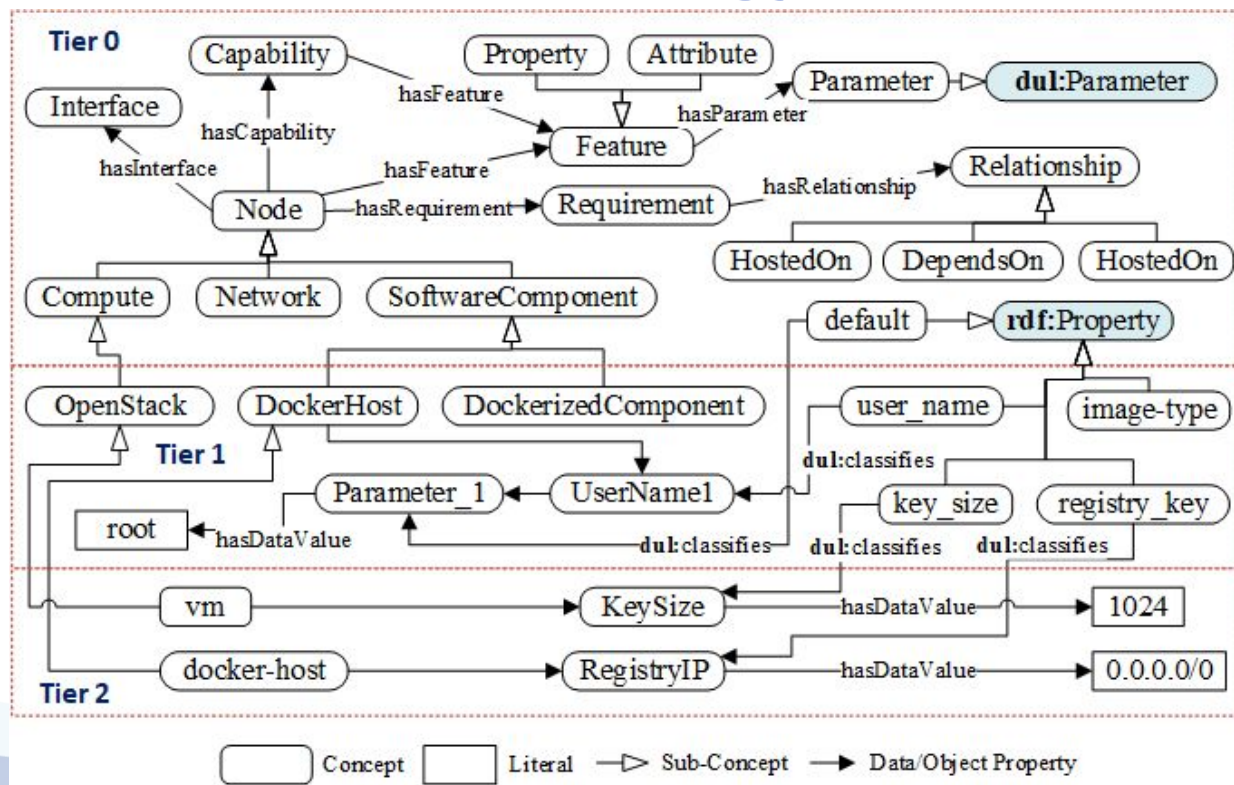 Tier 0
Capability
Property
Attribute
Parameter
dul:Parameter
Interface
hasFeature
hasParameter
hasCapability
Feature
hasInterface
hasFeature
Relationship
hasRelationship
Node
hasRequirement
Requirement
HostedOn
DependsOn
HostedOn
Compute
Network
SoftwareComponent
default
rdf:Property
OpenStack
DockerHost
DockerizedComponent
user_name
image-type
Tier 1
dul:classifies
Parameter_1
UserName1
key_size
registry_key
root
hasDataValue
dul:classifies
dul:classifies
dul:classifies
vm
KeySize
hasDataValue
1024
docker-host
RegistryIP
hasDataValue
0.0.0.0/0
Tier 2
Concept
Literal
Sub-Concept
Data/Object Property